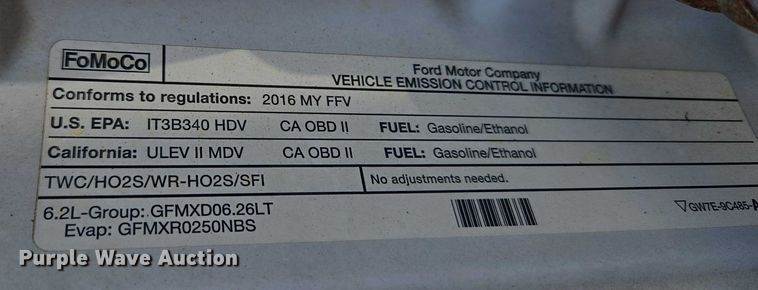 FoMoCo
Ford Motor Company
VEHICLE EMISSION CONTROL INFORMATION
Conforms to regulations: 2016 MY FFV
U.S. EPA: IT3B340 HDV CA OBD II FUEL: Gasoline/Ethanol
California: ULEV II MDV CA OBD II FUEL: Gasoline/Ethanol
TWC/HO2S/WR-HO2S/SFI No adjustments needed.
6.2L-Group: GFMXD06.26LT
Evap: GFMXR0250NBS
GW7E-9C485-A
Purple Wave Auction